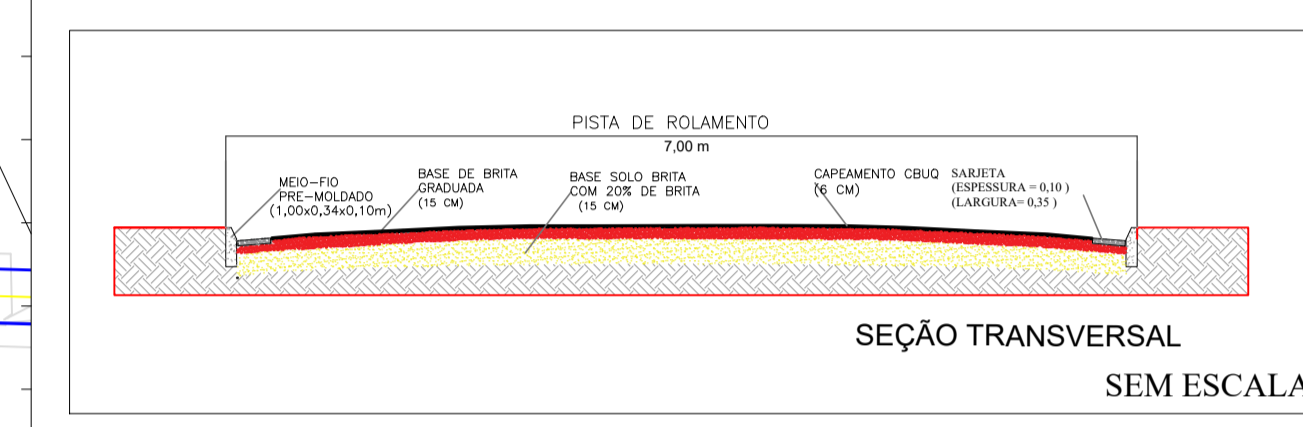 PISTA DE ROLAMENTO
7,00 m
MEIO-FIO
PRE-MOLDADO
(1,00x0,34x0,10m)
BASE DE BRITA
GRADUADA
(15 CM)
BASE SOLO BRITA
COM 20% DE BRITA
(15 CM)
CAPEAMENTO CBUQ
(6 CM)
SARJETA
(ESPESSURA = 0,10 )
(LARGURA= 0,35 )
SEÇÃO TRANSVERSAL
SEM ESCALA